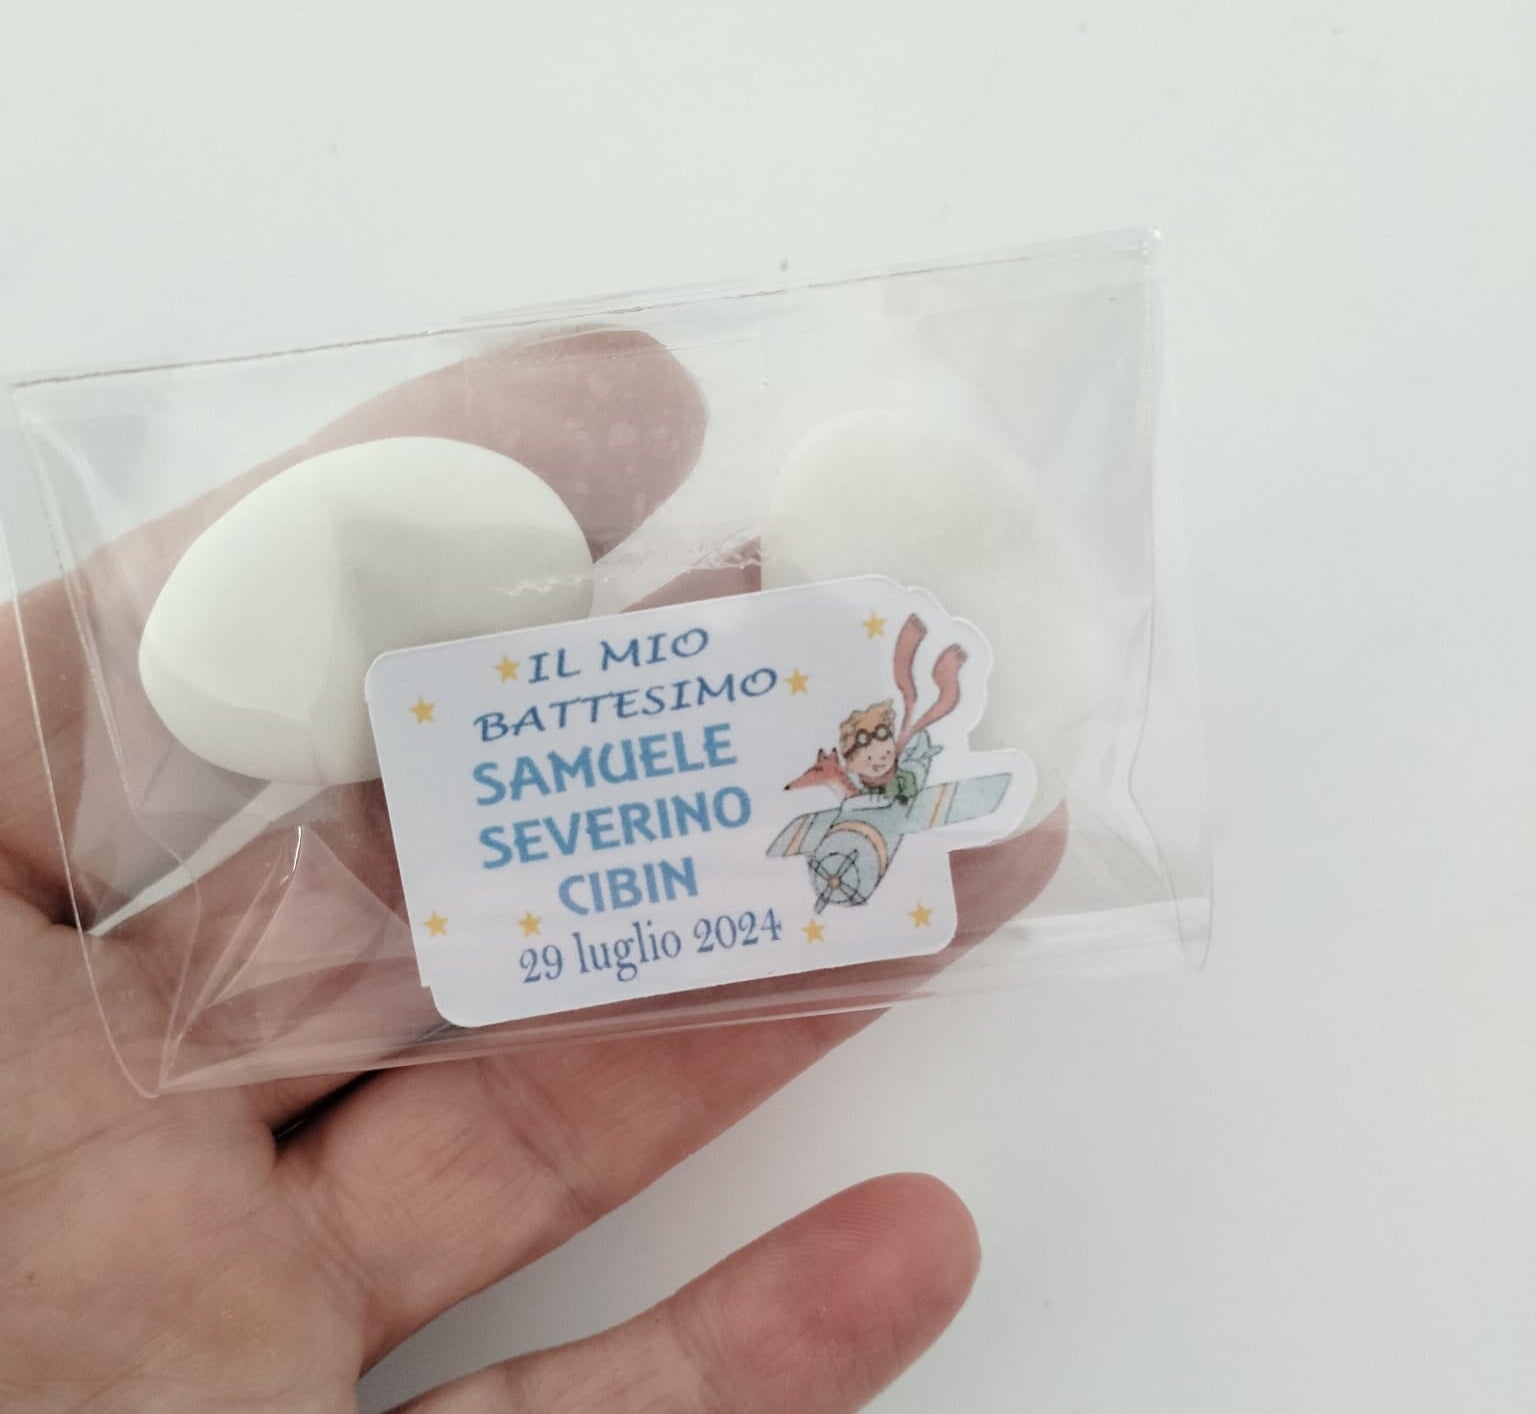 IL MIO
BATTESIMO
SAMUELE
SEVERINO
CIBIN
29 luglio 2024